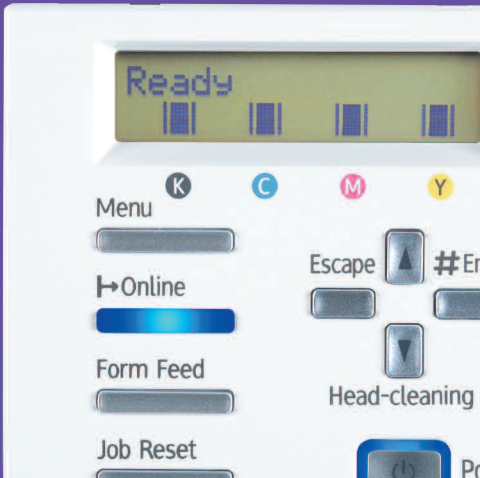 Ready
K C M Y
Menu
Escape
#
Online
Form Feed
Head-cleaning
Job Reset